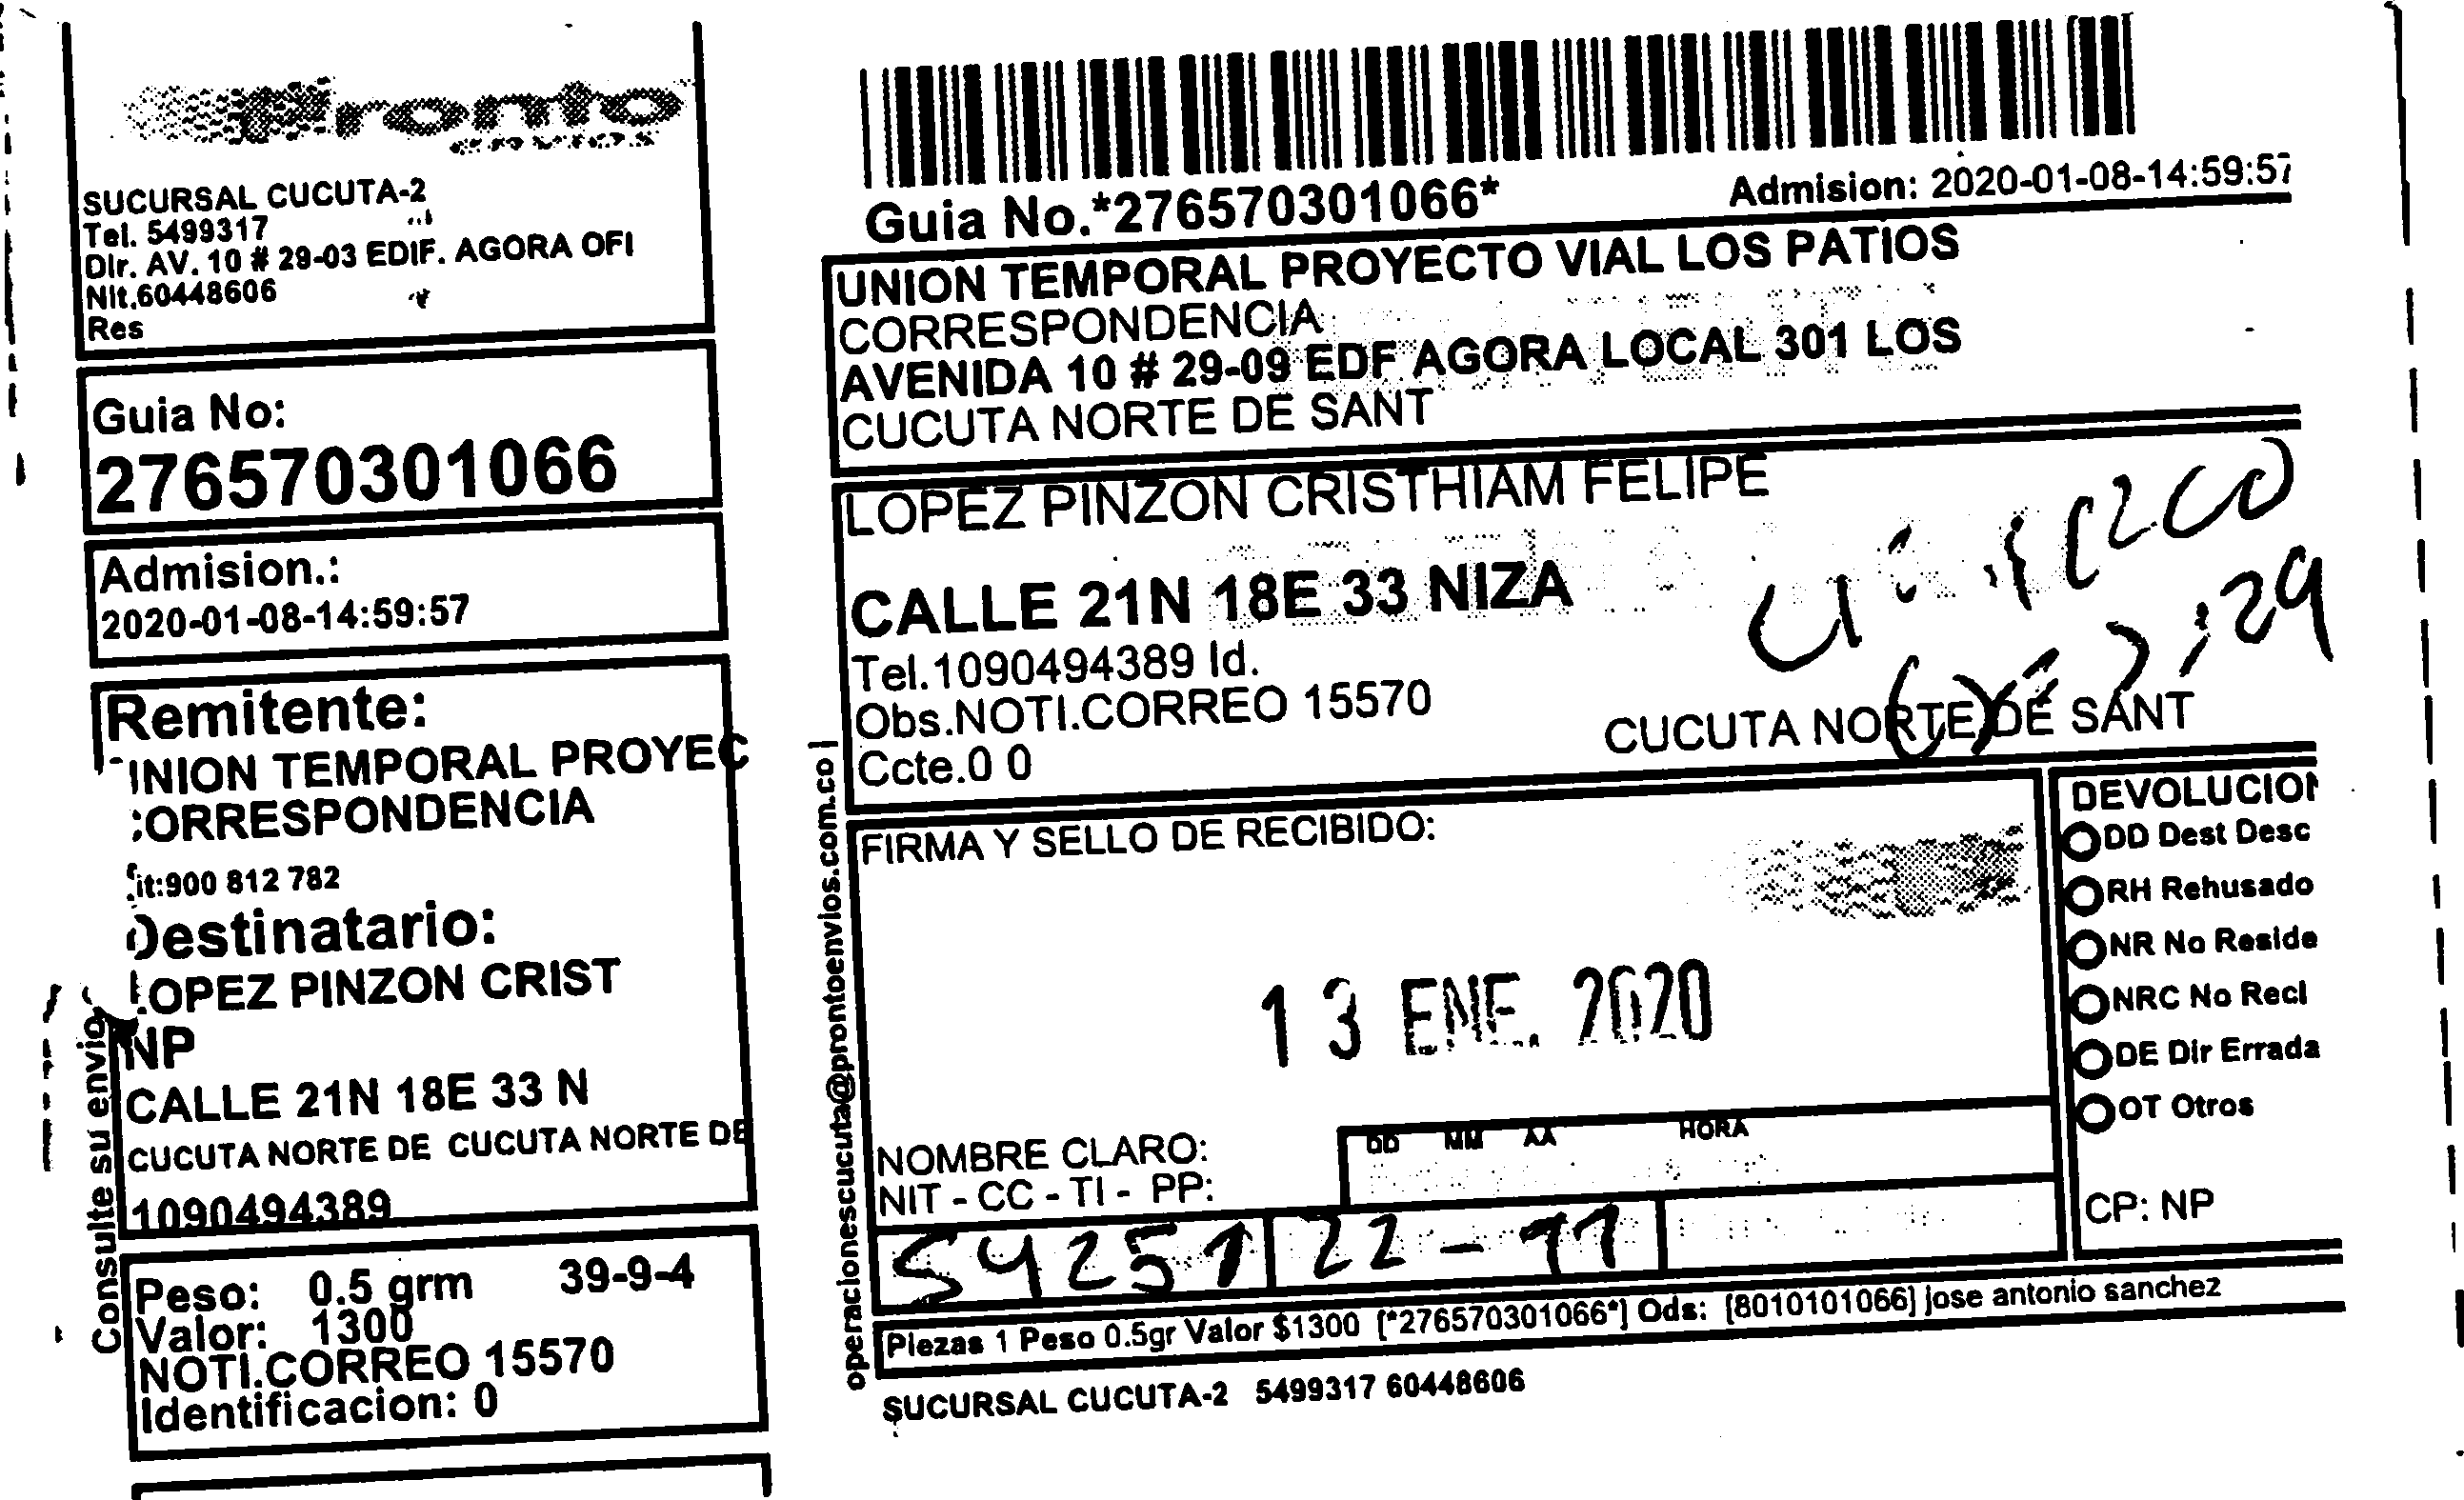 Pronto
envios
SUCURSAL CUCUTA-2
Tel. 5499317
Dir. AV. 10 # 29-03 EDIF. AGORA OFI
Nit.60448606
Res
Guia No:
276570301066
Admision.:
2020-01-08-14:59:57
Remitente:
INION TEMPORAL PROYEC
ORRESPONDENCIA
it:900 812 782
Destinatario:
LOPEZ PINZON CRIST
NP
CALLE 21N 18E 33 N
CUCUTA NORTE DE CUCUTA NORTE DE
1090494389
Consulte su envio
Peso: 0.5 grm 39-9-4
Valor: 1300
NOTI.CORREO 15570
Identificacion: 0
Guia No.*276570301066*
Admision: 2020-01-08-14:59:57
UNION TEMPORAL PROYECTO VIAL LOS PATIOS
CORRESPONDENCIA
AVENIDA 10 # 29-09 EDF AGORA LOCAL 301 LOS
CUCUTA NORTE DE SANT
LOPEZ PINZON CRISTHIAM FELIPE
CALLE 21N 18E 33 NIZA
Tel.1090494389 Id.
Obs.NOTI.CORREO 15570
CUCUTA NORTE DE SANT
Ccte.0 0
operacionescucuta@prontoenvios.com.co
FIRMA Y SELLO DE RECIBIDO:
13 ENE. 2020
NOMBRE CLARO:
NIT - CC - TI - PP:
DD MM AA HORA
54251 22-11
DEVOLUCION
DD Dest Desc
RH Rehusado
NR No Reside
NRC No Reci
DE Dir Errada
OT Otros
CP: NP
Piezas 1 Peso 0.5gr Valor $1300 [*276570301066*] Ods: [8010101066] jose antonio sanchez
SUCURSAL CUCUTA-2 5499317 60448606